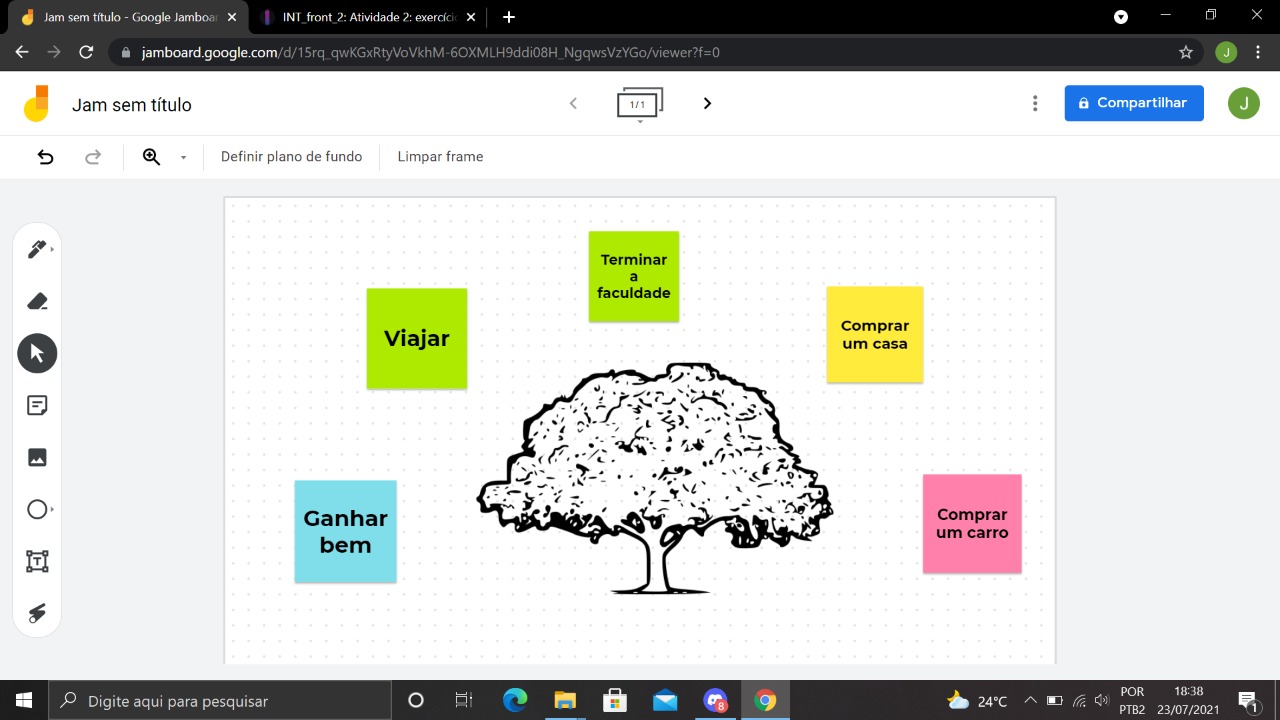 Jam sem título - Google Jamboar
INT_front_2: Atividade 2: exercíci
jamboard.google.com/d/15rq_qwKGxRtyVoVkhM-6OXMLH9ddi08H_NgqwsVzYGo/viewer?f=0
J
Jam sem título
1/1
Compartilhar
J
Definir plano de fundo
Limpar frame
Terminar
a
faculdade
Viajar
Comprar
um casa
Ganhar
bem
Comprar
um carro
T
Digite aqui para pesquisar
8
24°C
POR
PTB2
18:38
23/07/2021
1